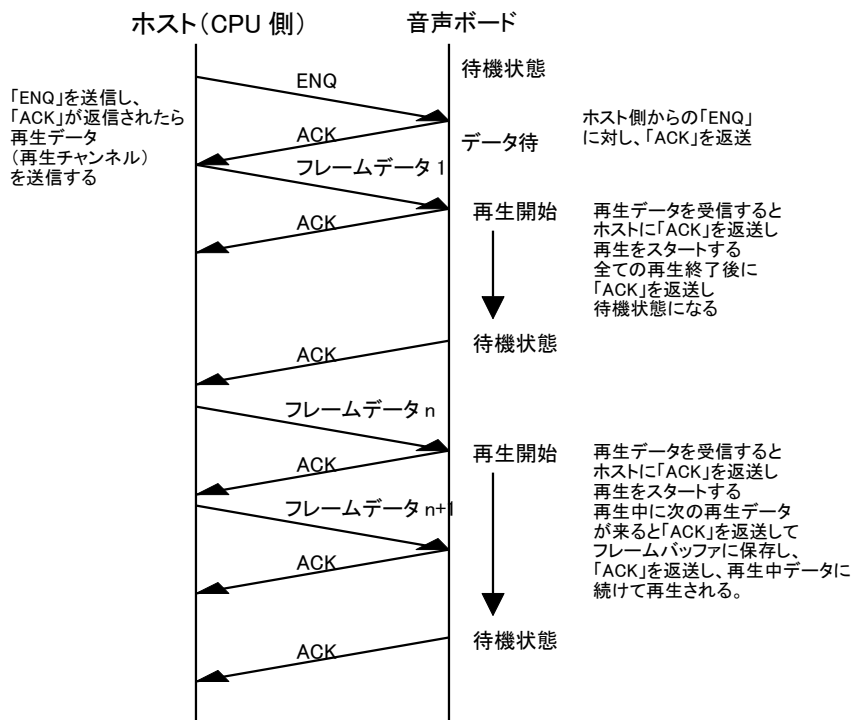 ホスト（CPU 側）
音声ボード
待機状態
ENQ
「ENQ」を送信し、
「ACK」が返信されたら
再生データ
（再生チャンネル）
を送信する
ACK
データ待
ホスト側からの「ENQ」
に対し、「ACK」を返送
フレームデータ 1
再生開始
ACK
再生データを受信すると
ホストに「ACK」を返送し
再生をスタートする
全ての再生終了後に
「ACK」を返送し
待機状態になる
待機状態
ACK
フレームデータ n
再生開始
ACK
再生データを受信すると
ホストに「ACK」を返送し
再生をスタートする
再生中に次の再生データ
が来ると「ACK」を返送して
フレームバッファに保存し、
「ACK」を返送し、再生中データに
続けて再生される。
フレームデータ n+1
ACK
待機状態
ACK